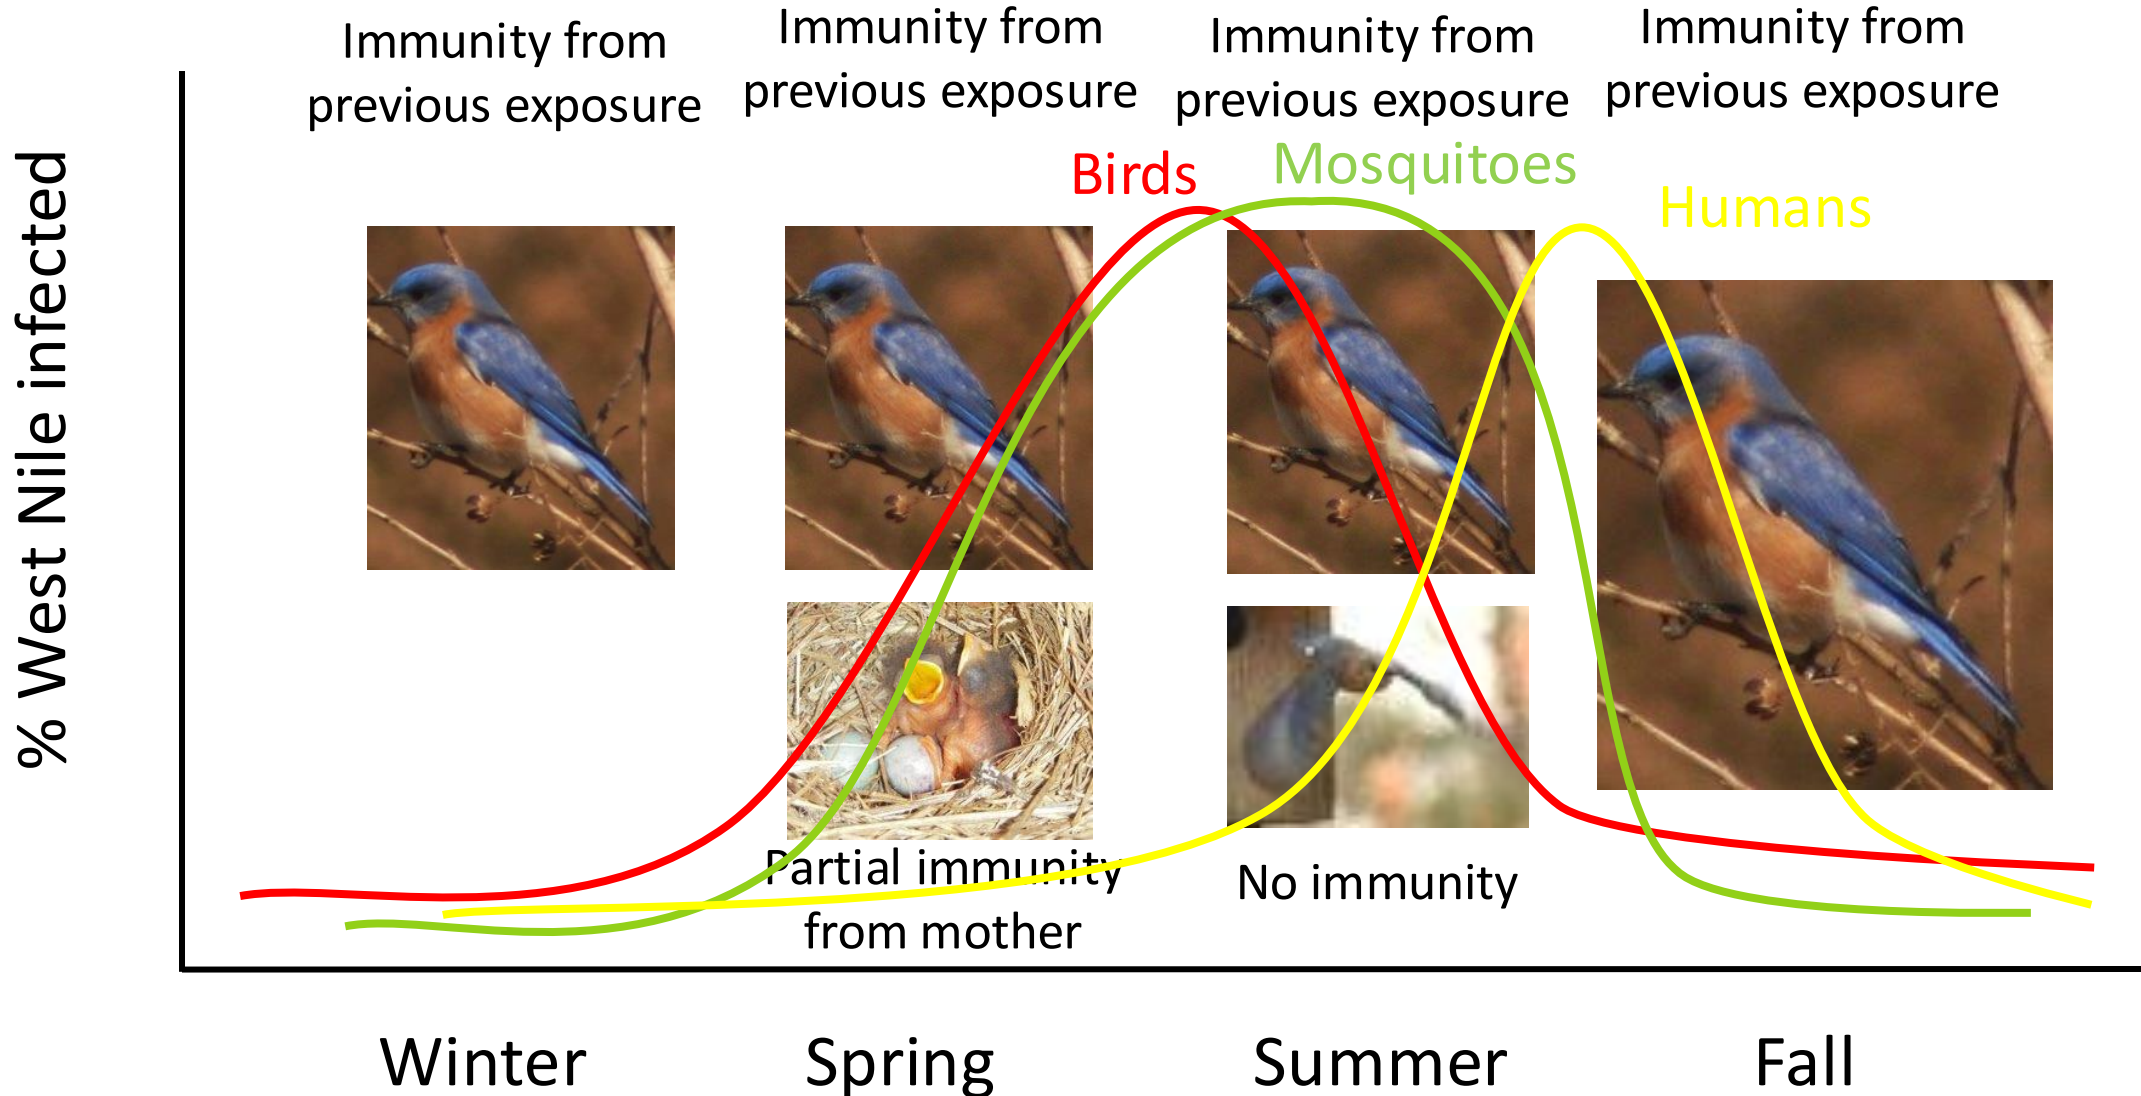 Immunity from
previous exposure
Immunity from
previous exposure
Immunity from
previous exposure
Immunity from
previous exposure
Birds
Mosquitoes
Humans
% West Nile infected
Partial immunity
from mother
No immunity
Winter
Spring
Summer
Fall